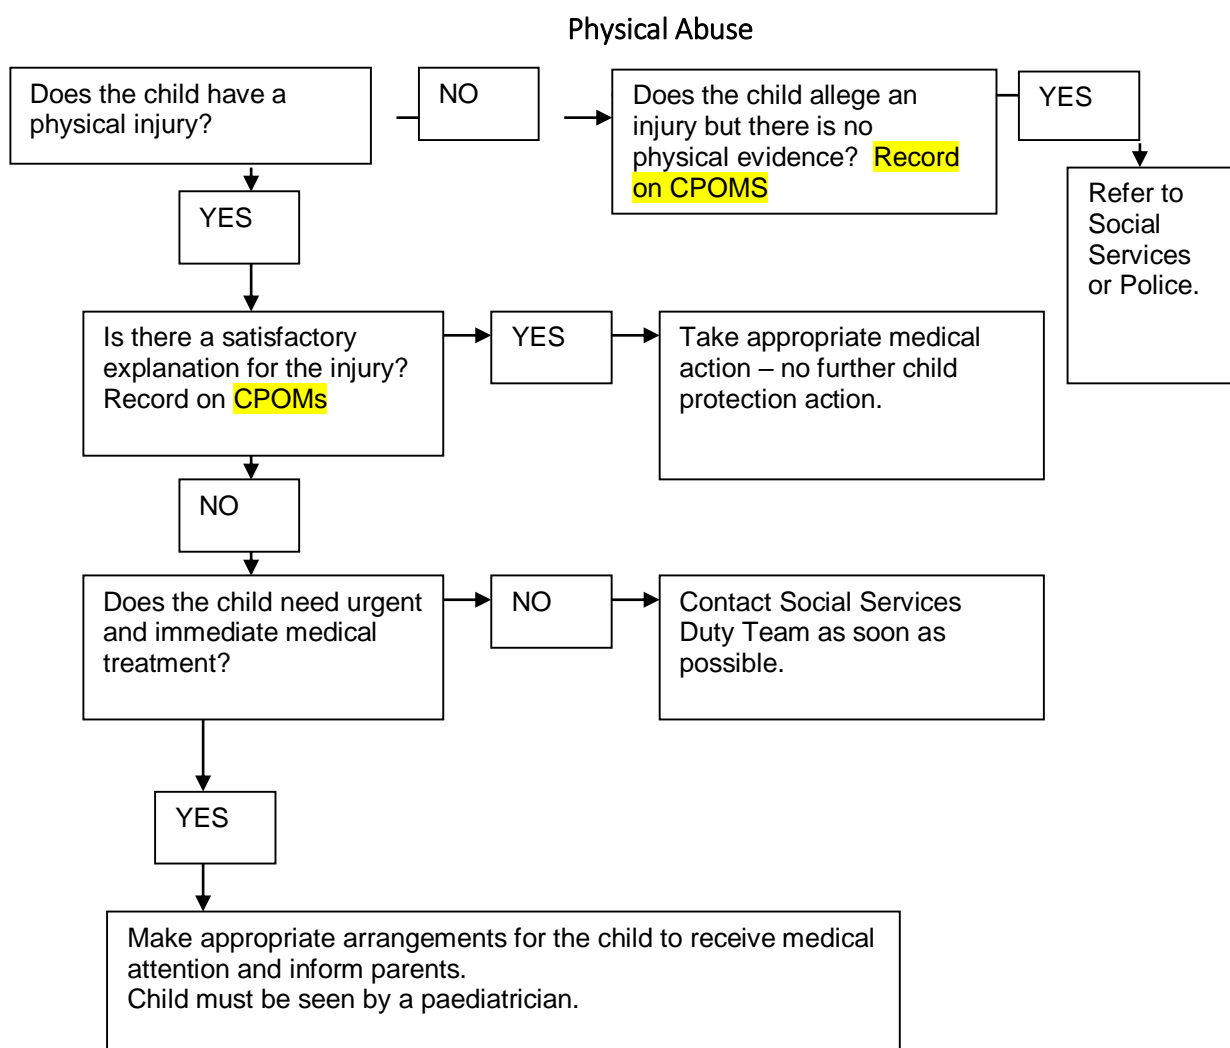 Physical Abuse
Does the child have a
physical injury?
NO
Does the child allege an
injury but there is no
physical evidence? Record
on CPOMS
YES
Refer to
Social
Services
or Police.
YES
Is there a satisfactory
explanation for the injury?
Record on CPOMs
YES
Take appropriate medical
action – no further child
protection action.
NO
Does the child need urgent
and immediate medical
treatment?
NO
Contact Social Services
Duty Team as soon as
possible.
YES
Make appropriate arrangements for the child to receive medical
attention and inform parents.
Child must be seen by a paediatrician.